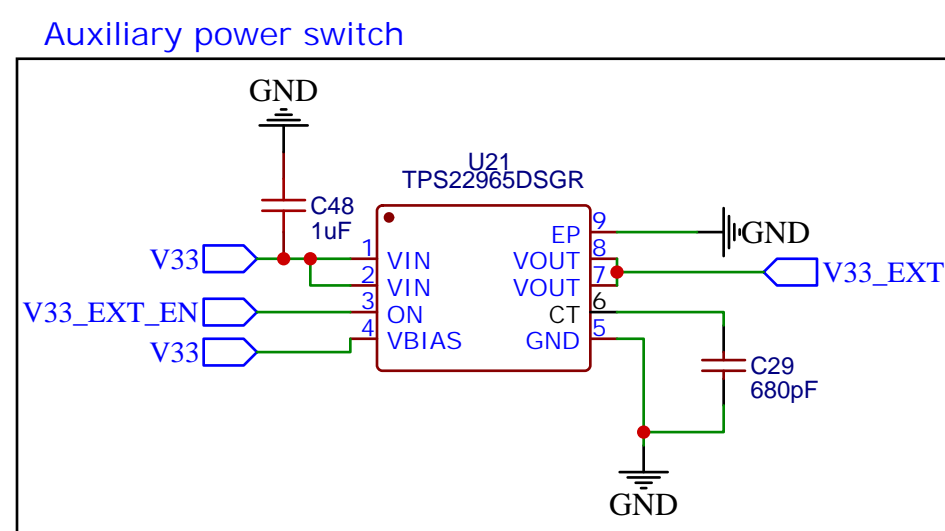 Auxiliary power switch
GND
U21
TPS22965DSGR
C48
1uF
V33
V33_EXT_EN
V33
1 VIN
2 VIN
3 ON
4 VBIAS
EP 9
VOUT 8
VOUT 7
CT 6
GND 5
GND
V33_EXT
C29
680pF
GND